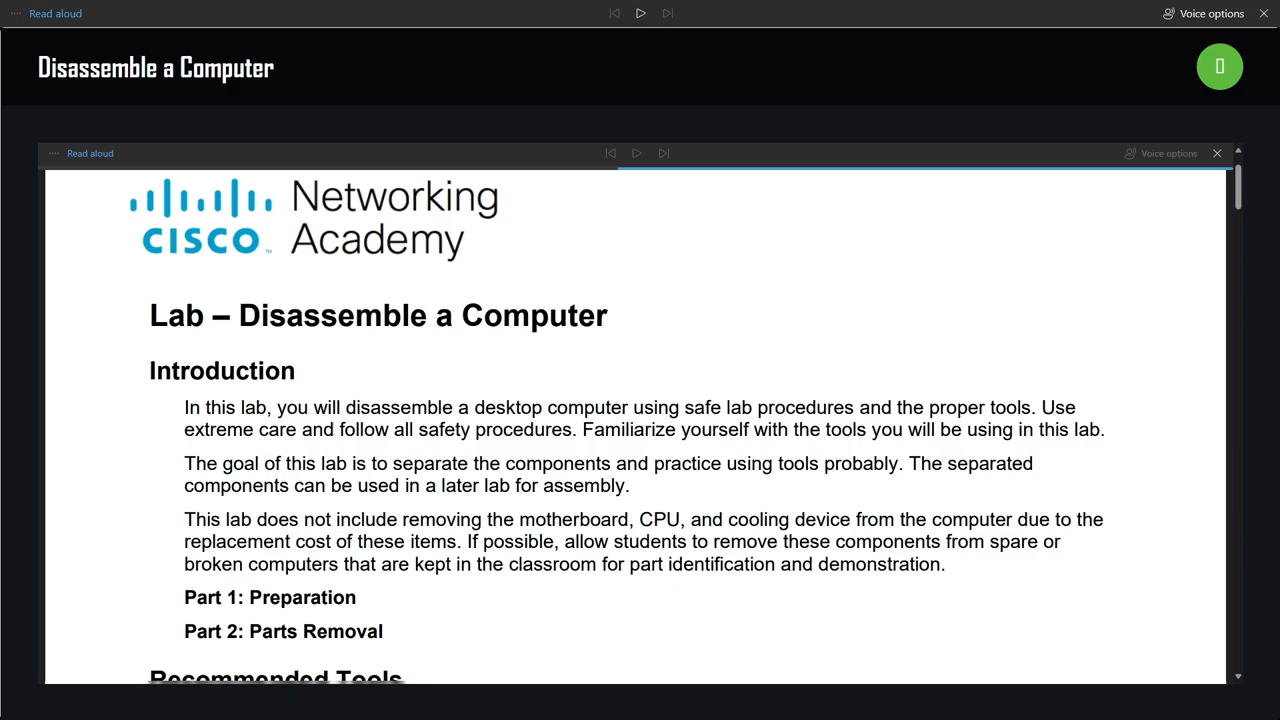 Read aloud
Voice options
Disassemble a Computer
Read aloud
Voice options
Networking
CISCO™ Academy
Lab – Disassemble a Computer
Introduction
In this lab, you will disassemble a desktop computer using safe lab procedures and the proper tools. Use
extreme care and follow all safety procedures. Familiarize yourself with the tools you will be using in this lab.
The goal of this lab is to separate the components and practice using tools probably. The separated
components can be used in a later lab for assembly.
This lab does not include removing the motherboard, CPU, and cooling device from the computer due to the
replacement cost of these items. If possible, allow students to remove these components from spare or
broken computers that are kept in the classroom for part identification and demonstration.
Part 1: Preparation
Part 2: Parts Removal
Recommended Tools